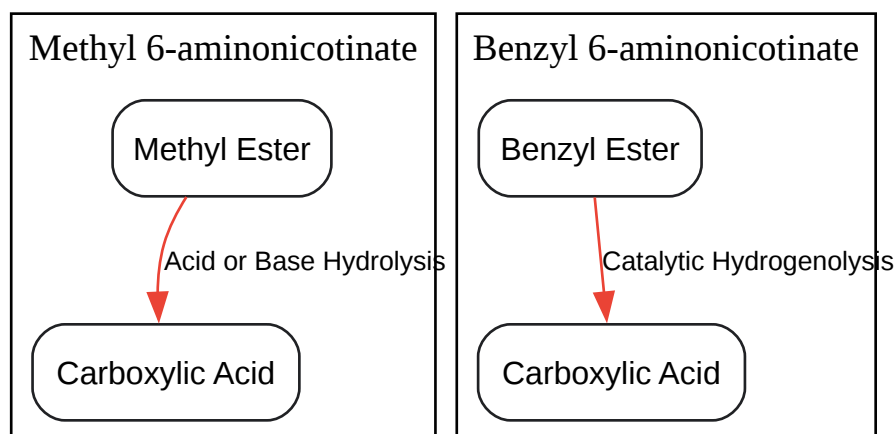 Methyl 6-aminonicotinate
Methyl Ester
Acid or Base Hydrolysis
Carboxylic Acid
Benzyl 6-aminonicotinate
Benzyl Ester
Catalytic Hydrogenolysis
Carboxylic Acid